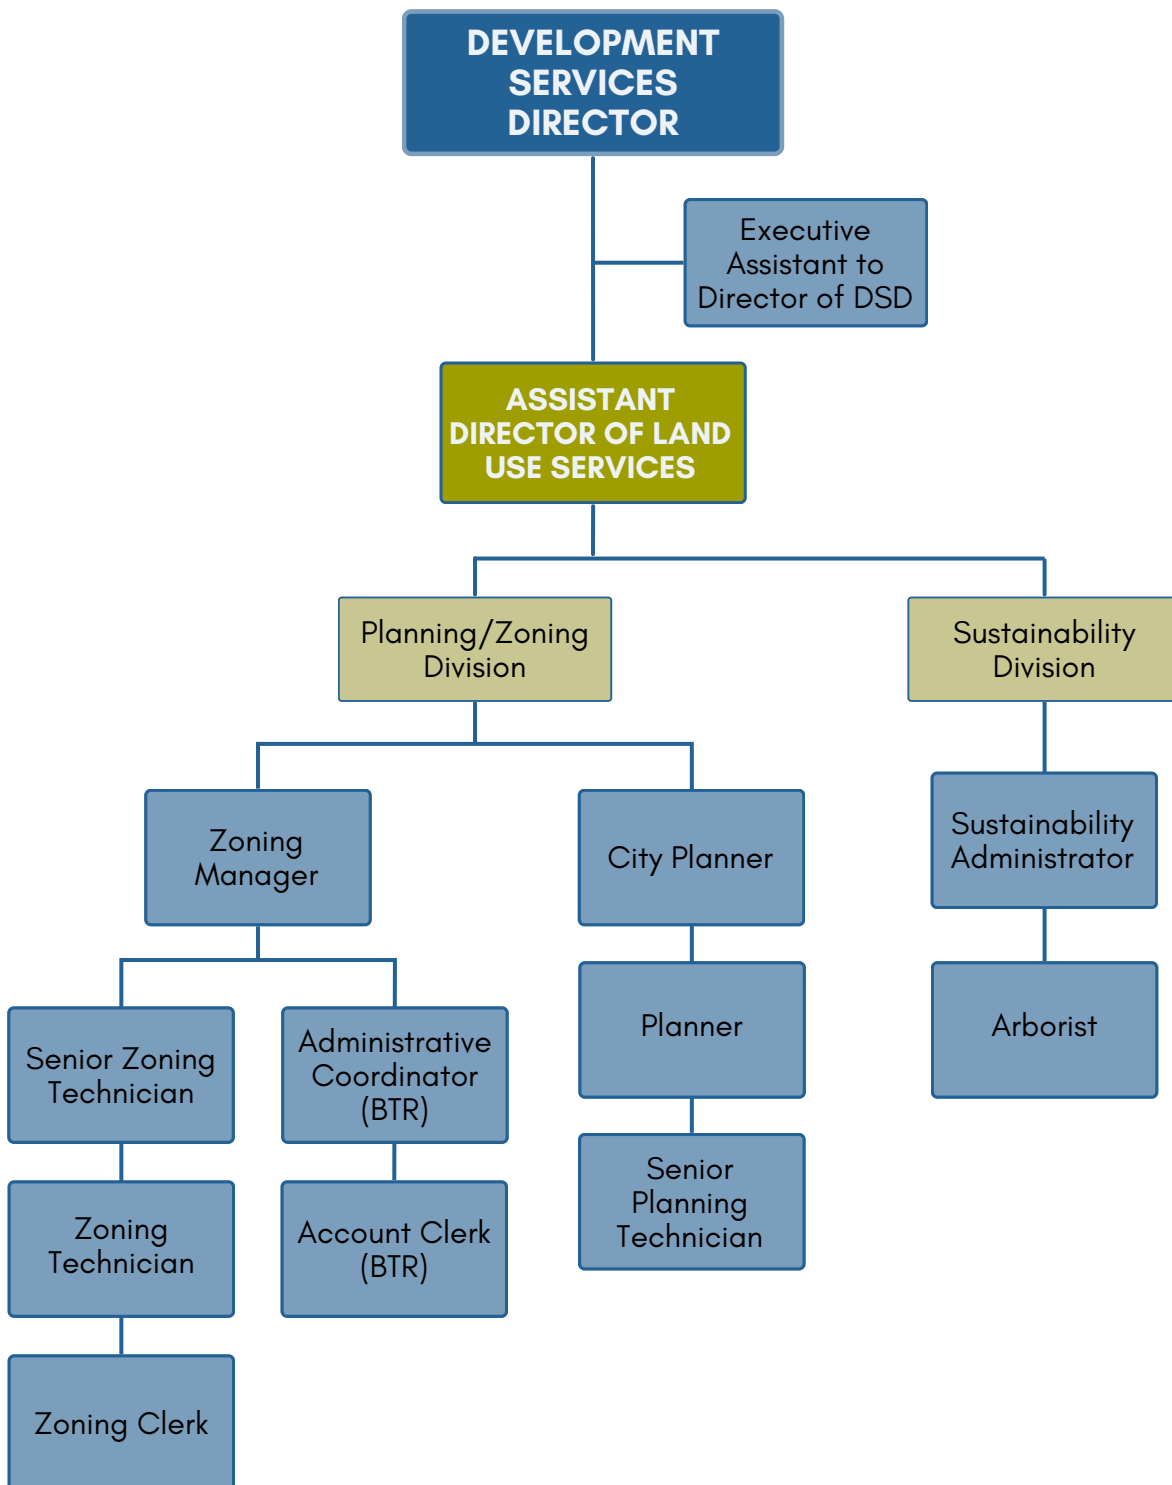 DEVELOPMENT
SERVICES
DIRECTOR
Executive
Assistant to
Director of DSD
ASSISTANT
DIRECTOR OF LAND
USE SERVICES
Planning/Zoning
Division
Sustainability
Division
Zoning
Manager
City Planner
Sustainability
Administrator
Senior Zoning
Technician
Administrative
Coordinator
(BTR)
Planner
Arborist
Zoning
Technician
Account Clerk
(BTR)
Senior
Planning
Technician
Zoning Clerk